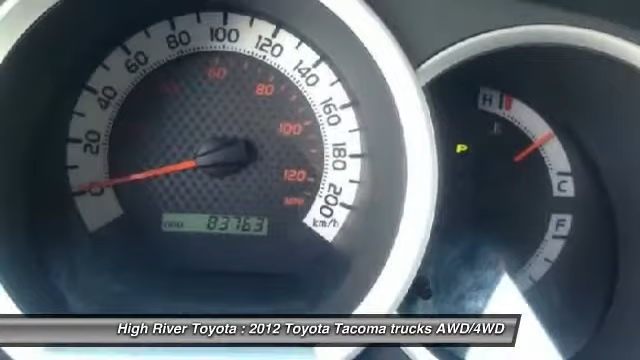 0
20
40
60
80
100
120
140
160
180
200
km/h
60
80
100
120
MPH
ODO 83763
H
C
P
F
High River Toyota : 2012 Toyota Tacoma trucks AWD/4WD